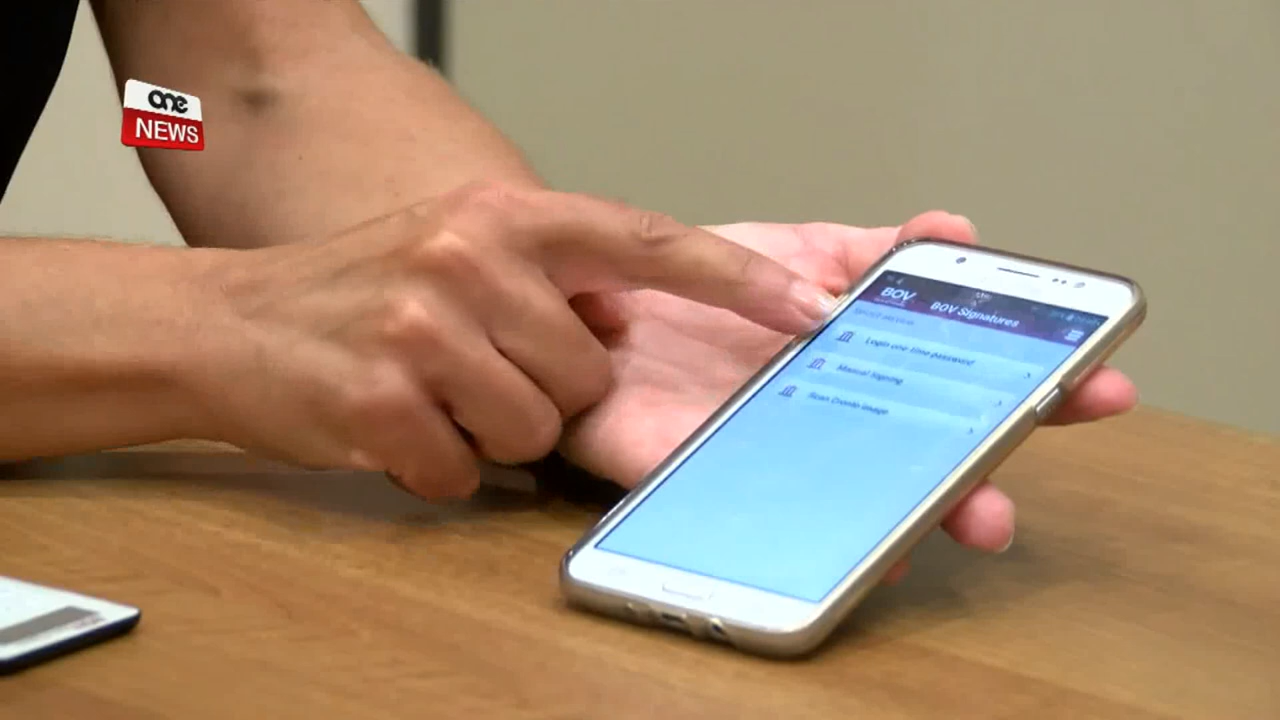 one
NEWS
BOV
BOV Signatures
Login one time password
Manual Signing
Scan Cronto image